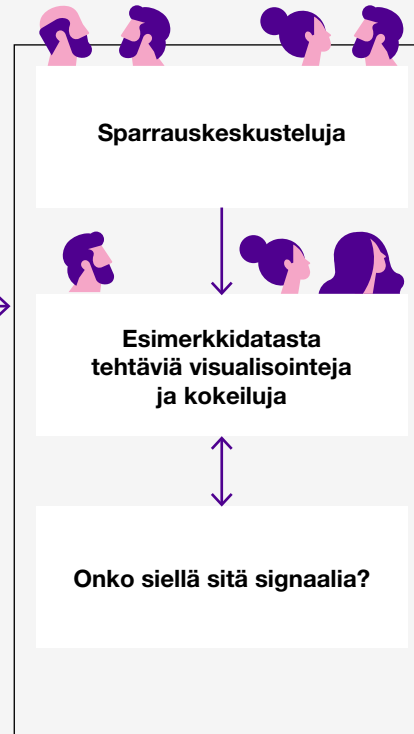 Sparrauskeskusteluja
Esimerkkidatasta
tehtäviä visualisointeja
ja kokeiluja
Onko siellä sitä signaalia?